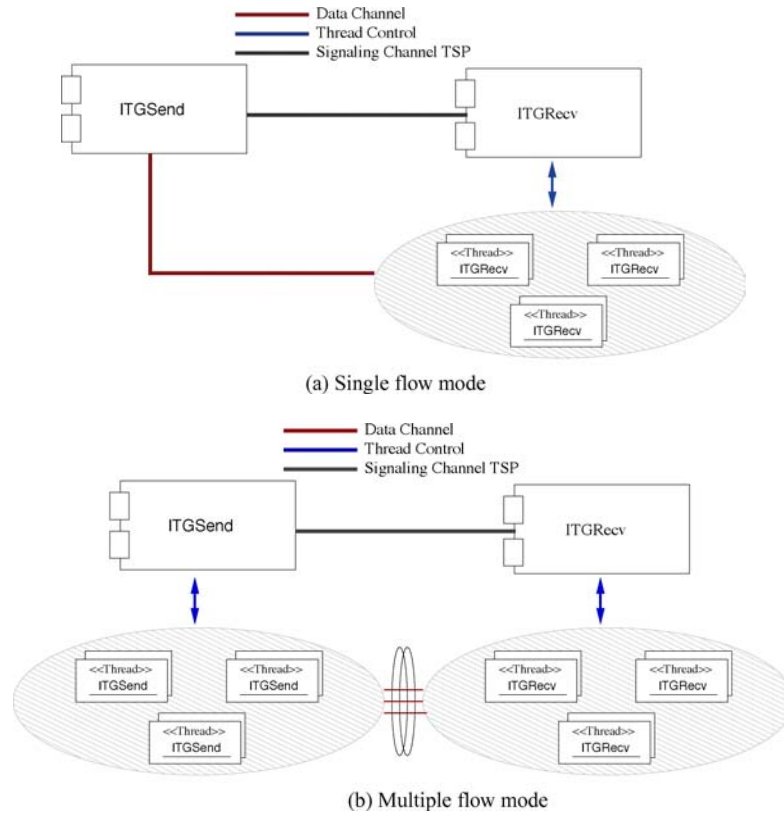 Data Channel
Thread Control
Signaling Channel TSP
ITGSend
ITGRecv
<<Thread>>
ITGRecv
<<Thread>>
ITGRecv
<<Thread>>
ITGRecv
(a) Single flow mode
Data Channel
Thread Control
Signaling Channel TSP
ITGSend
ITGRecv
<<Thread>>
ITGSend
<<Thread>>
ITGSend
<<Thread>>
ITGSend
<<Thread>>
ITGRecv
<<Thread>>
ITGRecv
<<Thread>>
ITGRecv
(b) Multiple flow mode